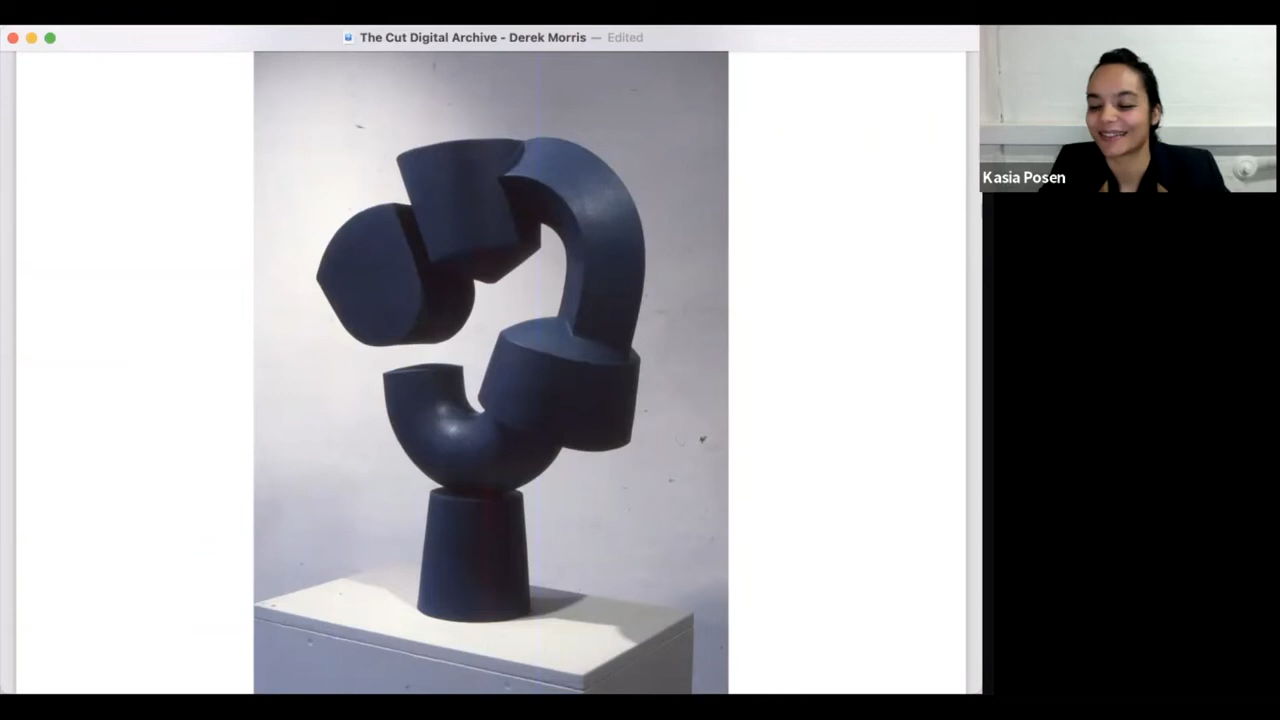 The Cut Digital Archive - Derek Morris — Edited
Kasia Posen